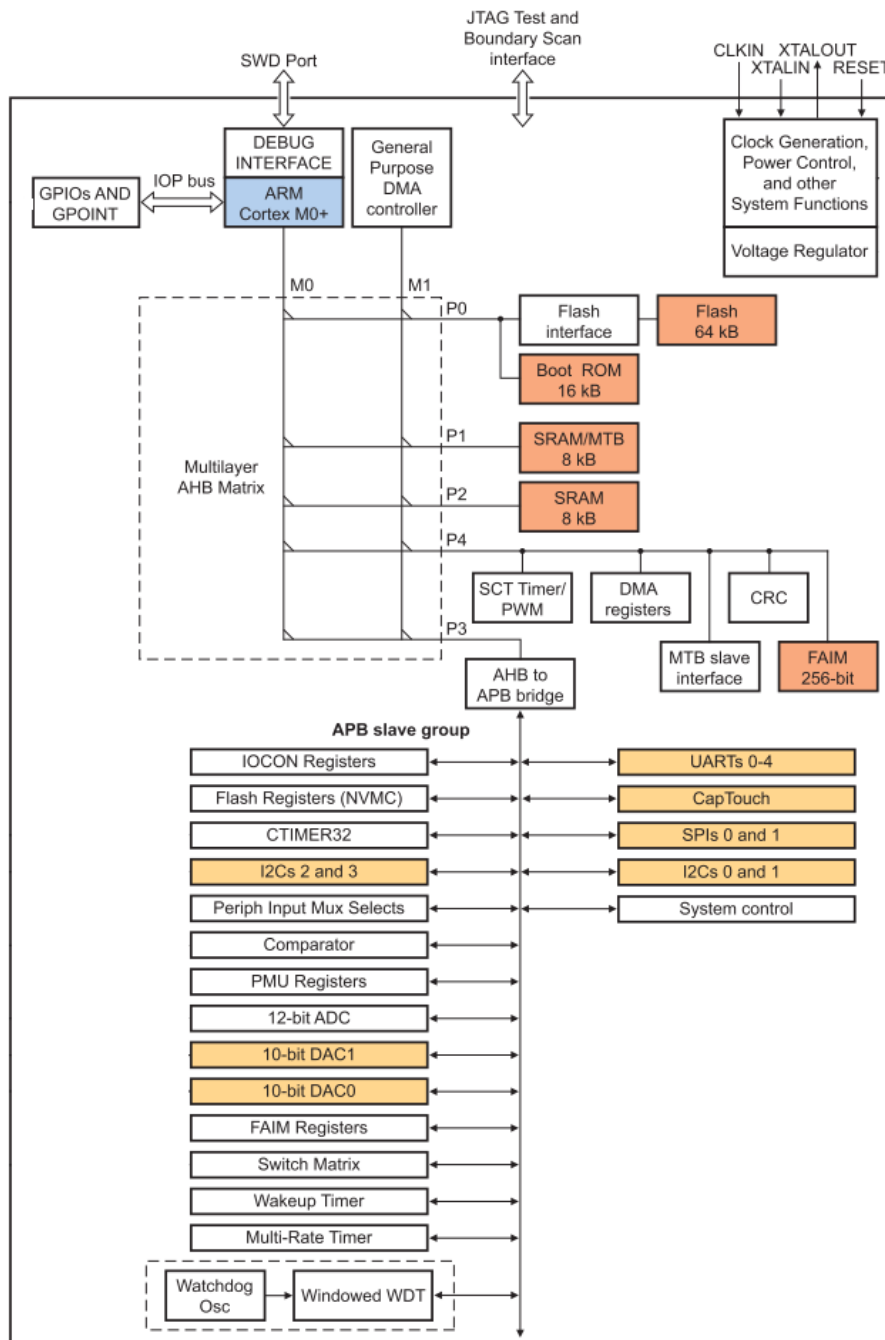 JTAG Test and
Boundary Scan
interface
SWD Port
CLKIN
XTALOUT
XTALIN
RESET
DEBUG
INTERFACE
ARM
Cortex M0+
General
Purpose
DMA
controller
IOP bus
GPIOs AND
GPOINT
Clock Generation,
Power Control,
and other
System Functions
Voltage Regulator
M0
M1
P0
Flash
interface
Flash
64 kB
Boot ROM
16 kB
Multilayer
AHB Matrix
P1
SRAM/MTB
8 kB
P2
SRAM
8 kB
P4
SCT Timer/
PWM
DMA
registers
CRC
P3
MTB slave
interface
FAIM
256-bit
AHB to
APB bridge
APB slave group
IOCON Registers
UARTs 0-4
Flash Registers (NVMC)
CapTouch
CTIMER32
SPIs 0 and 1
I2Cs 2 and 3
I2Cs 0 and 1
Periph Input Mux Selects
System control
Comparator
PMU Registers
12-bit ADC
10-bit DAC1
10-bit DAC0
FAIM Registers
Switch Matrix
Wakeup Timer
Multi-Rate Timer
Watchdog
Osc
Windowed WDT